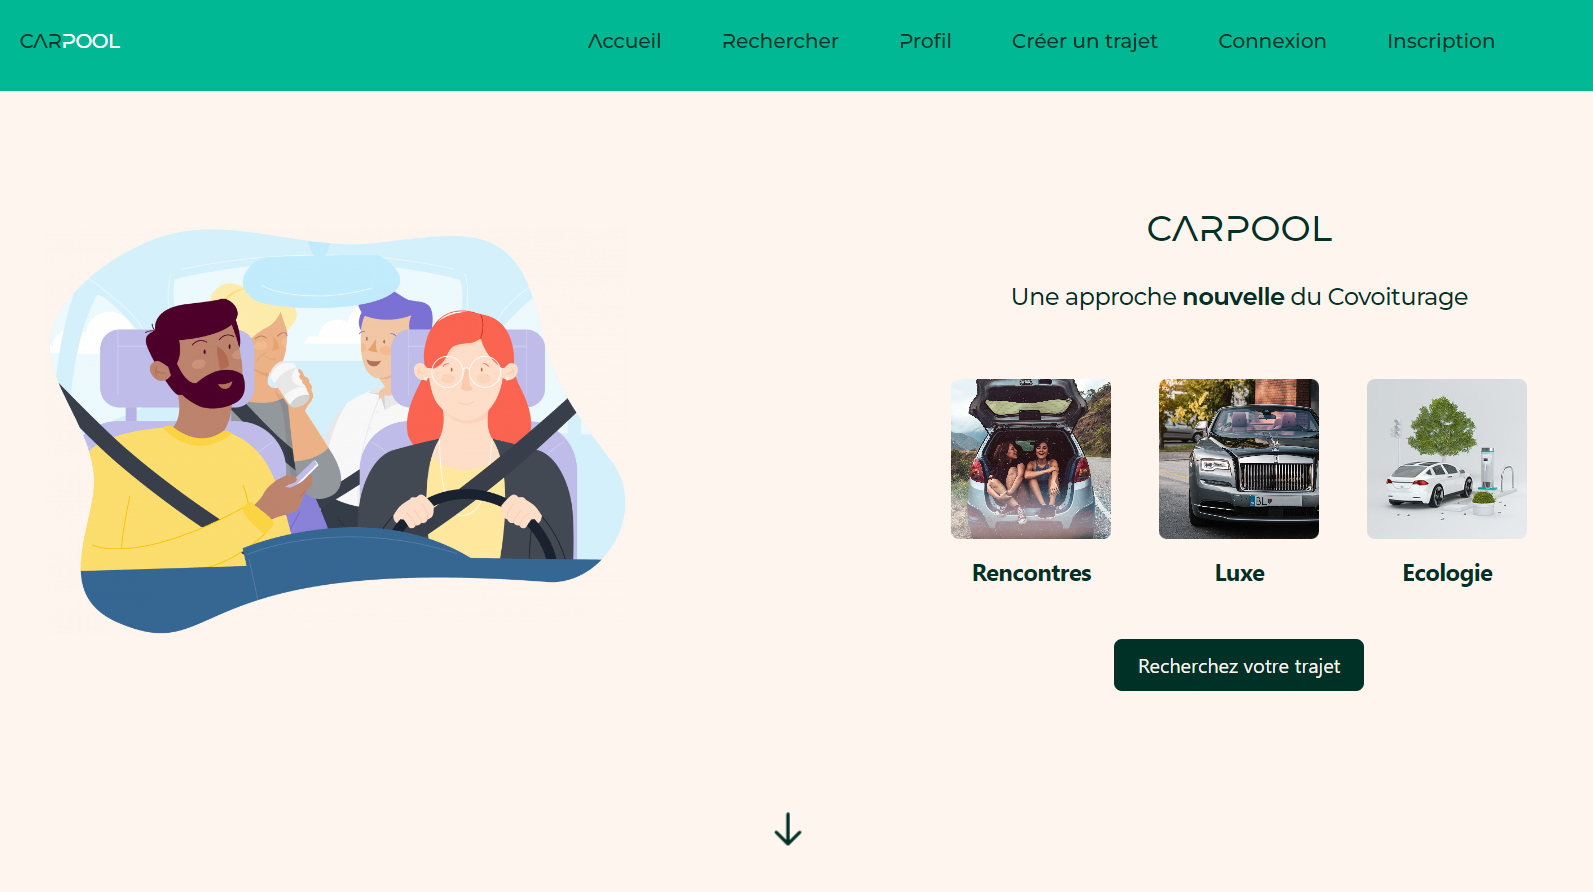 CARPOOL
Accueil Rechercher Profil Créer un trajet Connexion Inscription
CARPOOL
Une approche nouvelle du Covoiturage
Rencontres Luxe Ecologie
Recherchez votre trajet